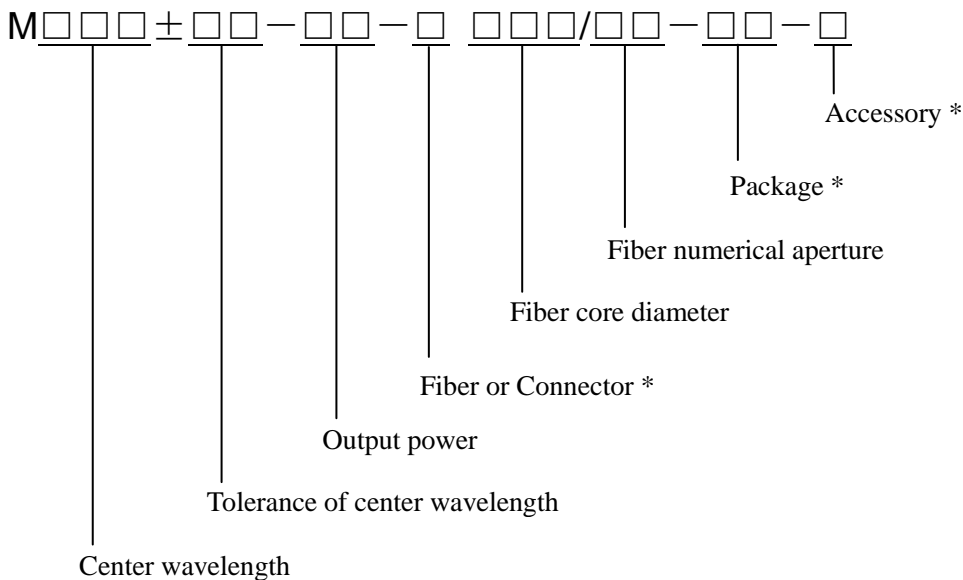 M□□□±□□－□□－□ □□□/□□－□□－□
Accessory *
Package *
Fiber numerical aperture
Fiber core diameter
Fiber or Connector *
Output power
Tolerance of center wavelength
Center wavelength